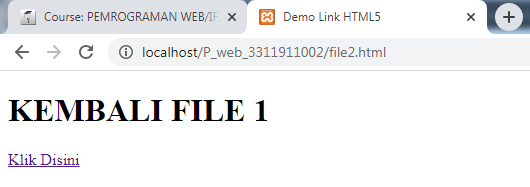 Course: PEMROGRAMAN WEB/IF
Demo Link HTML5
localhost/P_web_3311911002/file2.html
KEMBALI FILE 1
Klik Disini